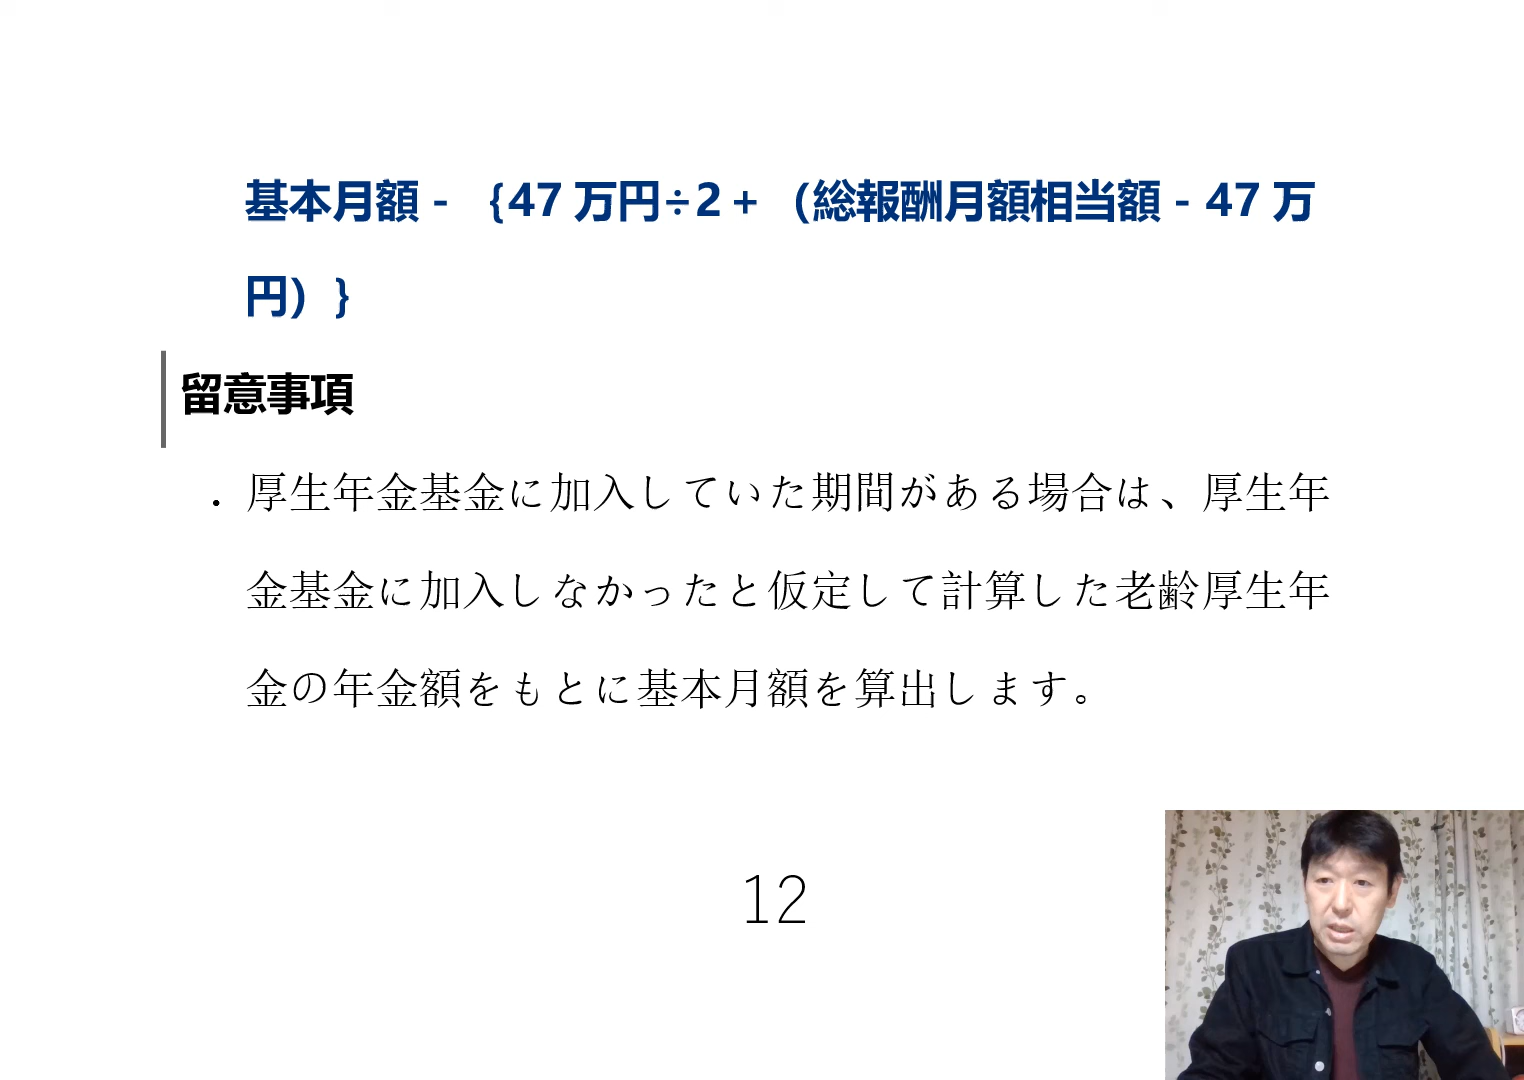 基本月額－｛47 万円÷2＋（総報酬月額相当額－47 万
円）｝
留意事項
・厚生年金基金に加入していた期間がある場合は、厚生年
金基金に加入しなかったと仮定して計算した老齢厚生年
金の年金額をもとに基本月額を算出します。
12